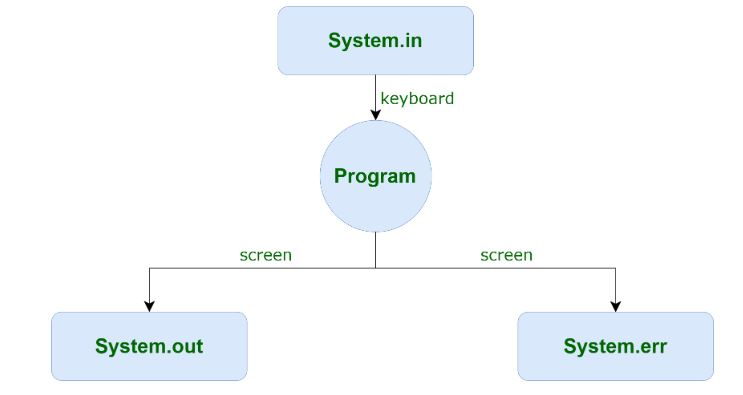 System.in
keyboard
Program
screen
screen
System.out
System.err